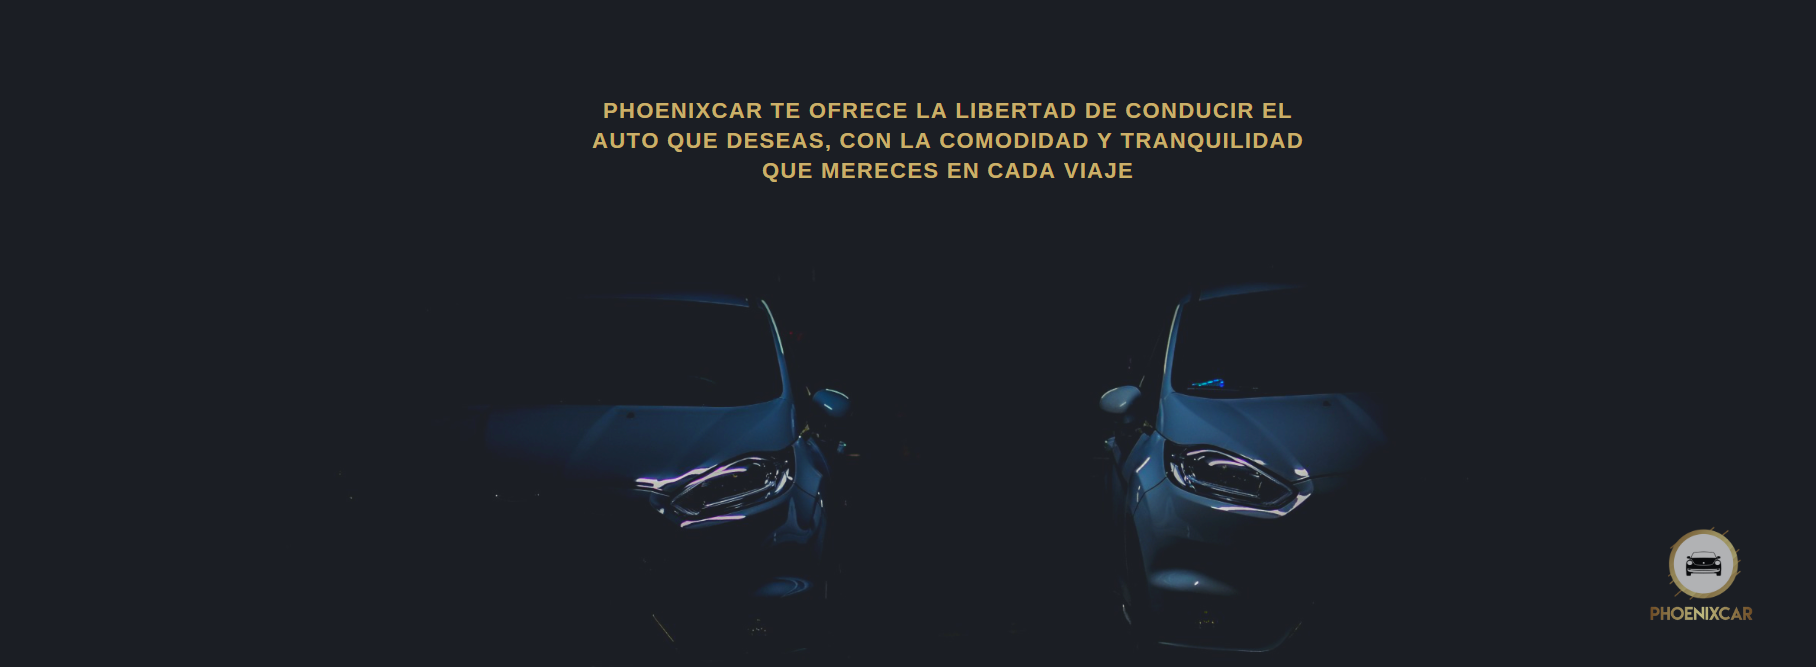 PHOENIXCAR TE OFRECE LA LIBERTAD DE CONDUCIR EL
AUTO QUE DESEAS, CON LA COMODIDAD Y TRANQUILIDAD
QUE MERECES EN CADA VIAJE
PHOENIXCAR